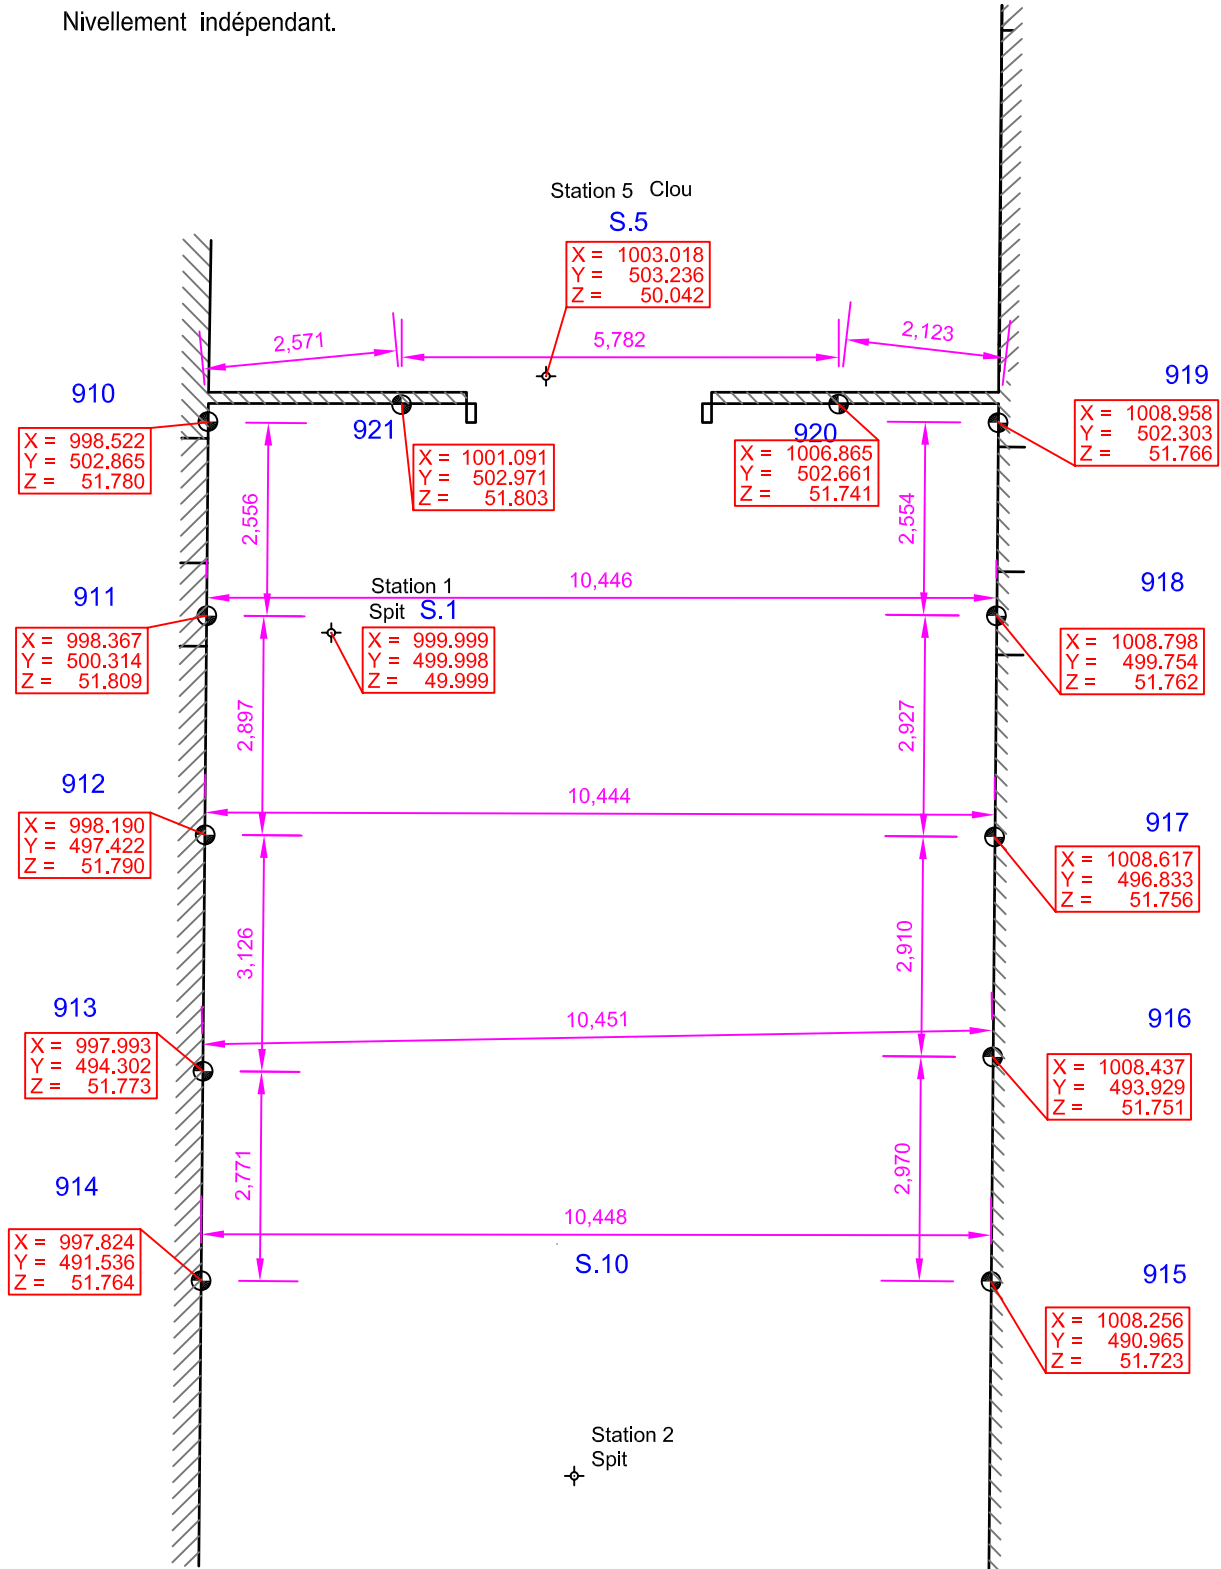 Nivellement indépendant.
Station 5 Clou
S.5
X = 1003.018
Y = 503.236
Z = 50.042
2,571
5,782
2,123
910
X = 998.522
Y = 502.865
Z = 51.780
921
X = 1001.091
Y = 502.971
Z = 51.803
920
X = 1006.865
Y = 502.661
Z = 51.741
919
X = 1008.958
Y = 502.303
Z = 51.766
2,556
2,554
10,446
911
X = 998.367
Y = 500.314
Z = 51.809
Station 1
Spit S.1
X = 999.999
Y = 499.998
Z = 49.999
918
X = 1008.798
Y = 499.754
Z = 51.762
2,897
2,927
10,444
912
X = 998.190
Y = 497.422
Z = 51.790
917
X = 1008.617
Y = 496.833
Z = 51.756
3,126
2,910
10,451
913
X = 997.993
Y = 494.302
Z = 51.773
916
X = 1008.437
Y = 493.929
Z = 51.751
2,771
2,970
10,448
914
X = 997.824
Y = 491.536
Z = 51.764
S.10
915
X = 1008.256
Y = 490.965
Z = 51.723
Station 2
Spit